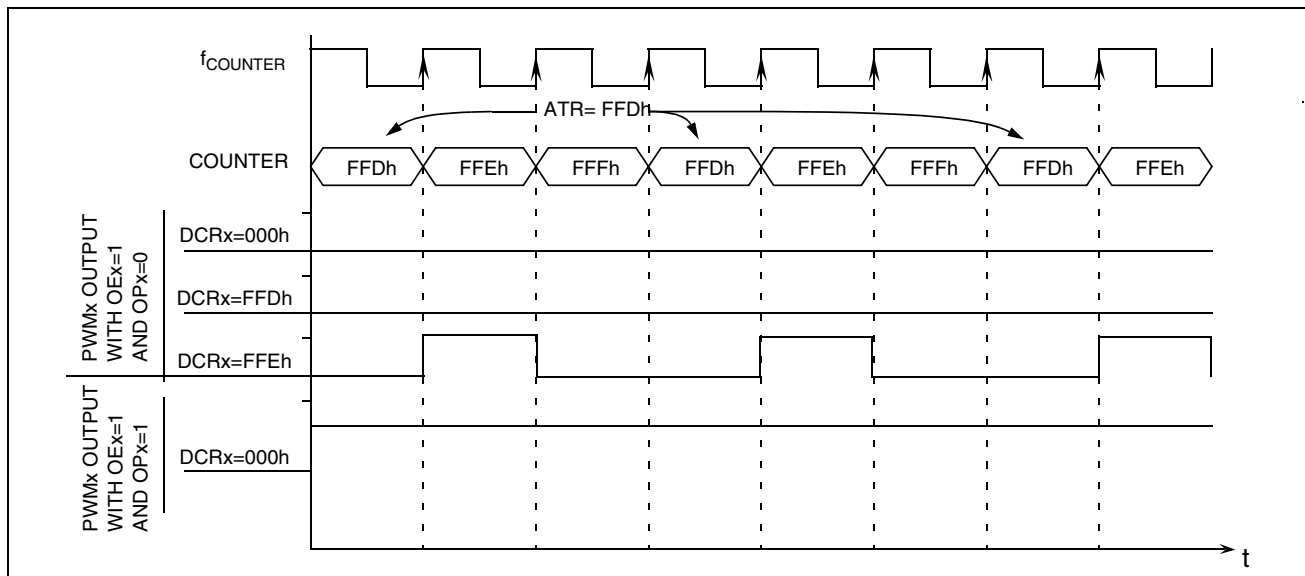 fCOUNTER
ATR= FFDh
COUNTER
FFDh FFEh FFFh FFDh FFEh FFFh FFDh FFEh
PWMx OUTPUT
WITH OEx=1
AND OPx=0
DCRx=000h
DCRx=FFDh
DCRx=FFEh
PWMx OUTPUT
WITH OEx=1
AND OPx=1
DCRx=000h
t